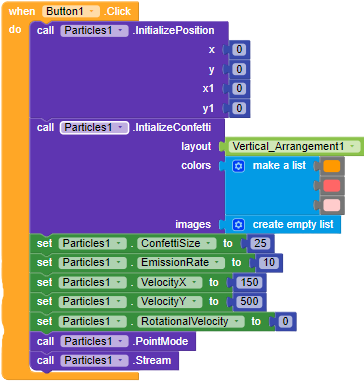 when Button1 .Click
do call Particles1 .InitializePosition
x 0
y 0
x1 0
y1 0
call Particles1 .IntializeConfetti
layout Vertical_Arrangement1
colors make a list
images create empty list
set Particles1 . ConfettiSize to 25
set Particles1 . EmissionRate to 10
set Particles1 . VelocityX to 150
set Particles1 . VelocityY to 500
set Particles1 . RotationalVelocity to 0
call Particles1 .PointMode
call Particles1 .Stream